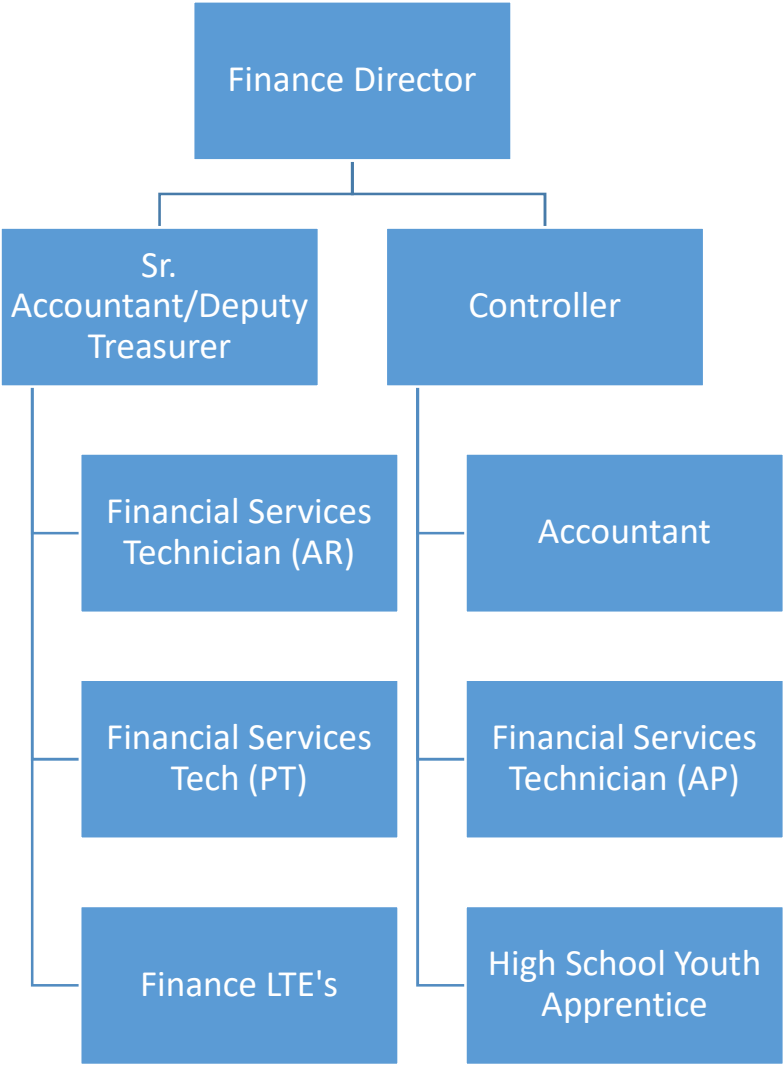 Finance Director
Sr.
Accountant/Deputy
Treasurer
Controller
Financial Services
Technician (AR)
Accountant
Financial Services
Tech (PT)
Financial Services
Technician (AP)
Finance LTE's
High School Youth
Apprentice